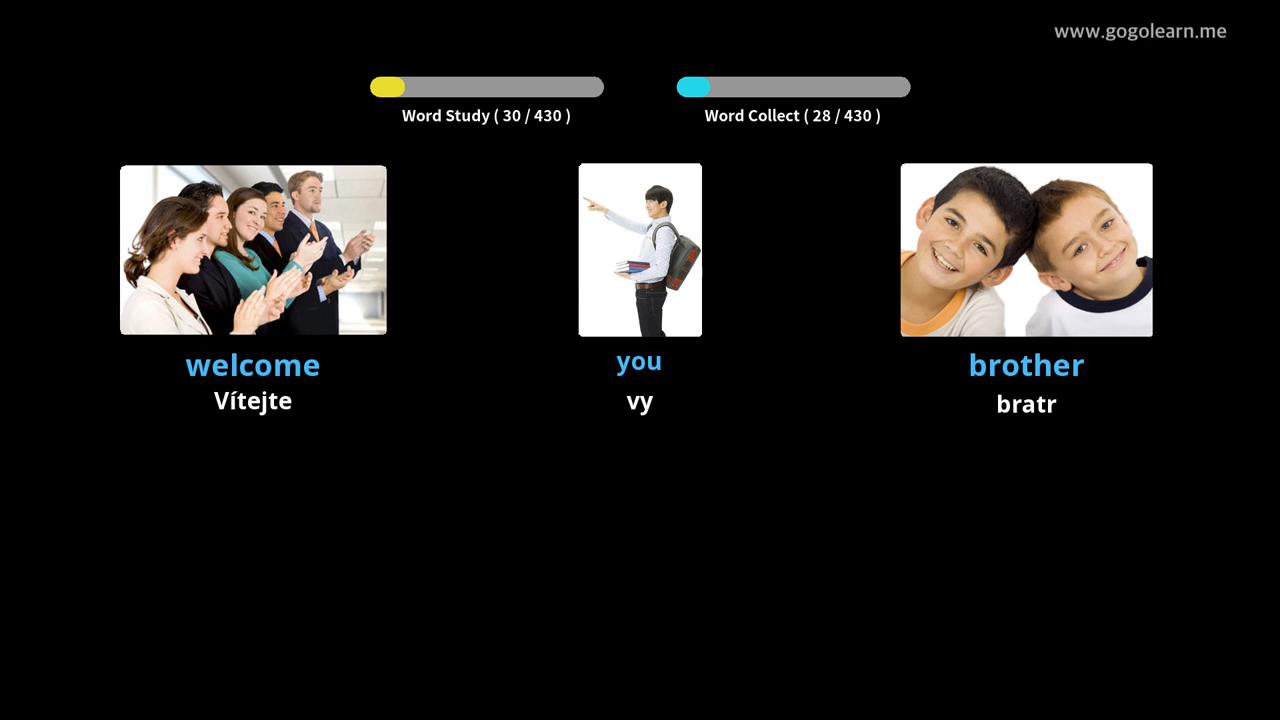 www.gogolearn.me
Word Study ( 30 / 430 )
Word Collect ( 28 / 430 )
welcome
Vítejte
you
vy
brother
bratr